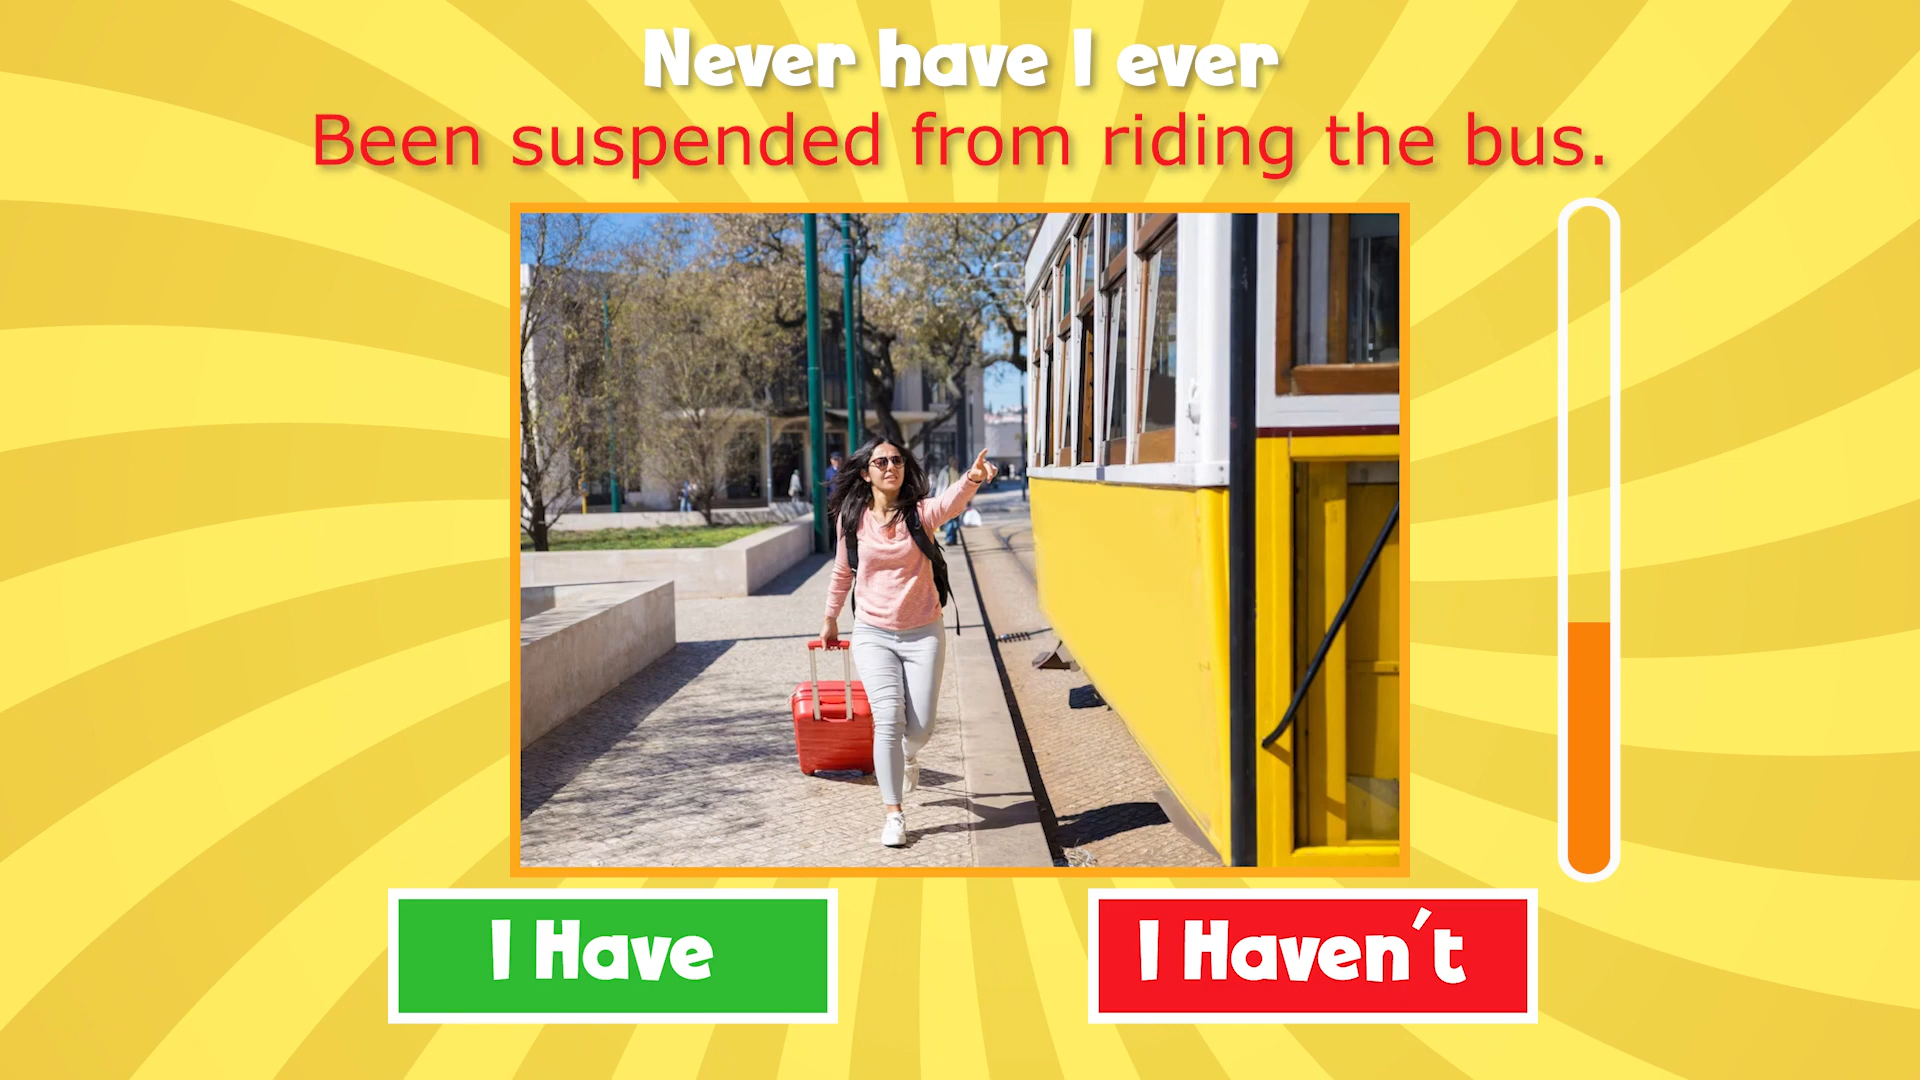 Never have I ever
Been suspended from riding the bus.
I Have
I Haven't